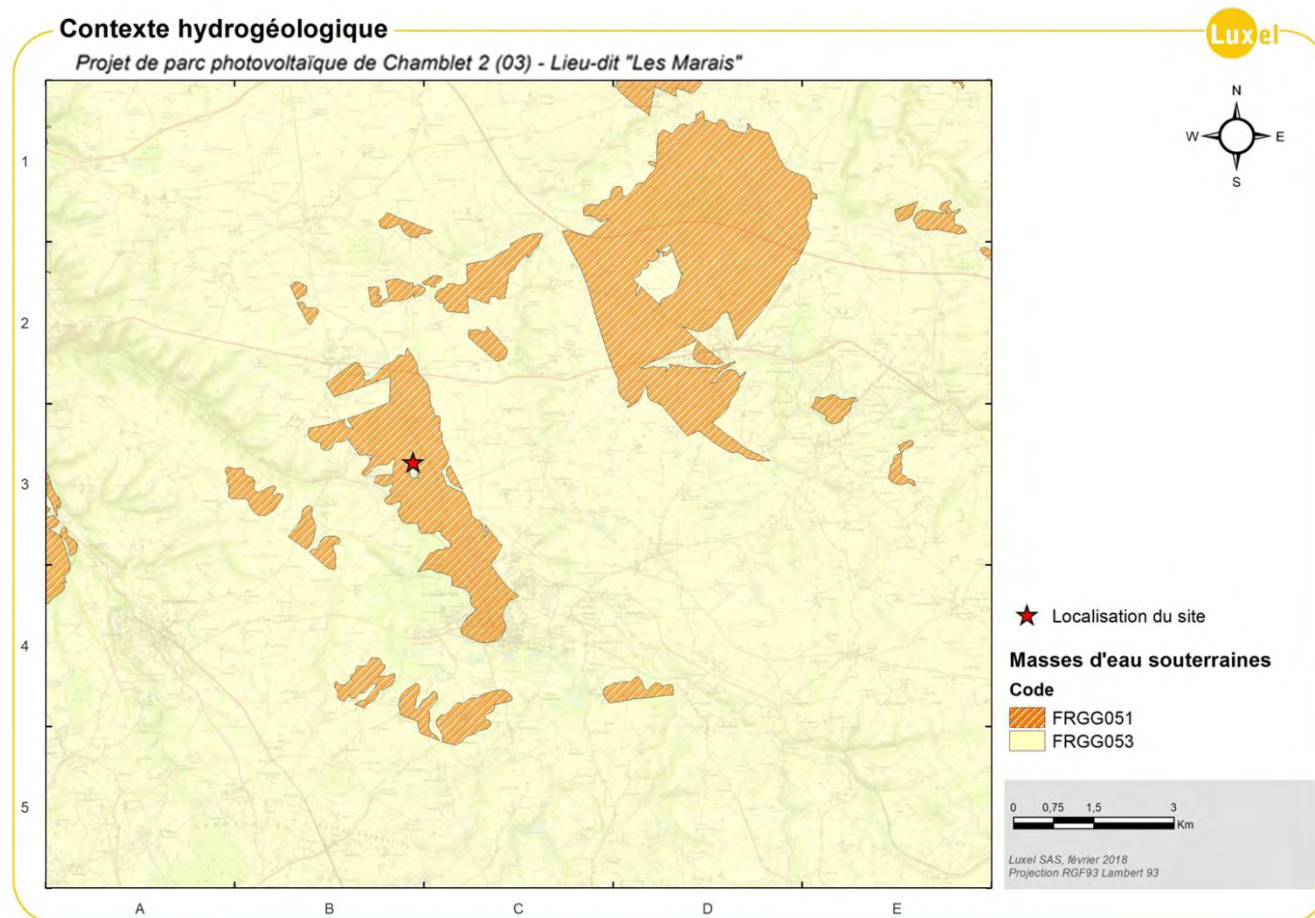 Contexte hydrogéologique
Luxel
Projet de parc photovoltaïque de Chamblet 2 (03) - Lieu-dit "Les Marais"
N
W E
S
1
2
3
4
5
A B C D E
Localisation du site
Masses d'eau souterraines
Code
FRGG051
FRGG053
0 0,75 1,5 3
Km
Luxel SAS, février 2018
Projection RGF93 Lambert 93